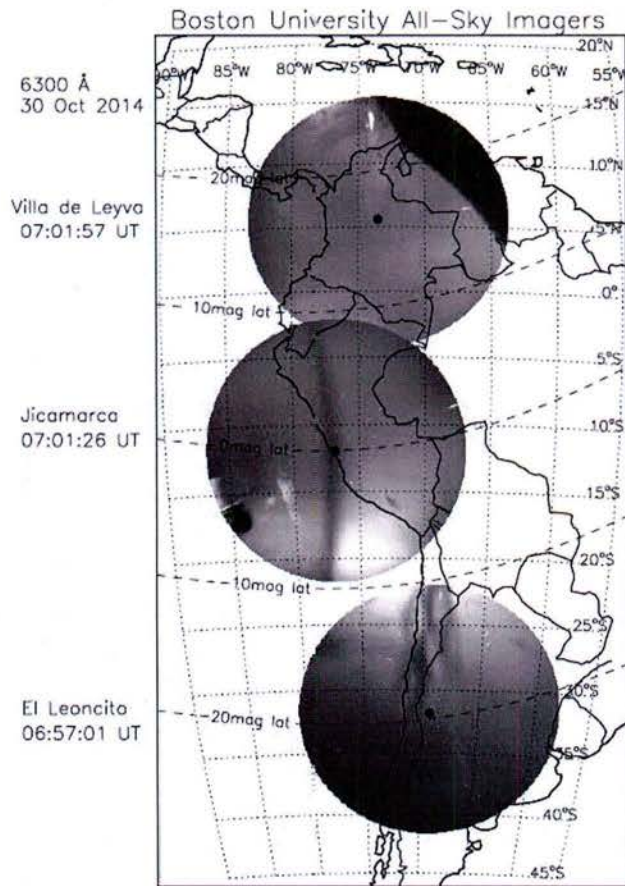 Boston University All-Sky Imagers
6300 Å
30 Oct 2014
20°N
85°W 80°W 75°W 70°W 65°W 60°W 55°W
15°N
20mag lat
10°N
Villa de Leyva
07:01:57 UT
5°N
0°
10mag lat
5°S
Jicamarca
07:01:26 UT
10°S
0mag lat
15°S
20°S
10mag lat
25°S
El Leoncito
06:57:01 UT
30°S
20mag lat
35°S
40°S
45°S